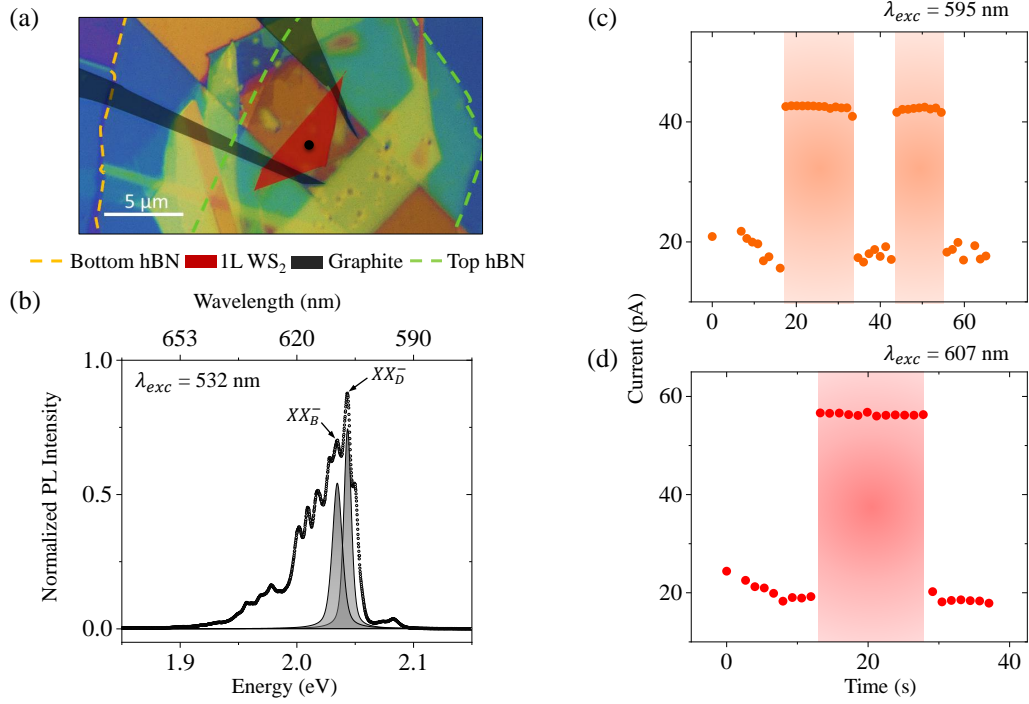 (a)
5 μm
Bottom hBN 1L WS₂ Graphite Top hBN
(b)
Wavelength (nm)
653 620 590
λexc = 532 nm
XX_D^-
XX_B^-
1.0
0.5
0.0
Normalized PL Intensity
1.9 2.0 2.1
Energy (eV)
(c)
λexc = 595 nm
40
20
0 20 40 60
Current (pA)
(d)
λexc = 607 nm
60
40
20
0 20 40
Time (s)